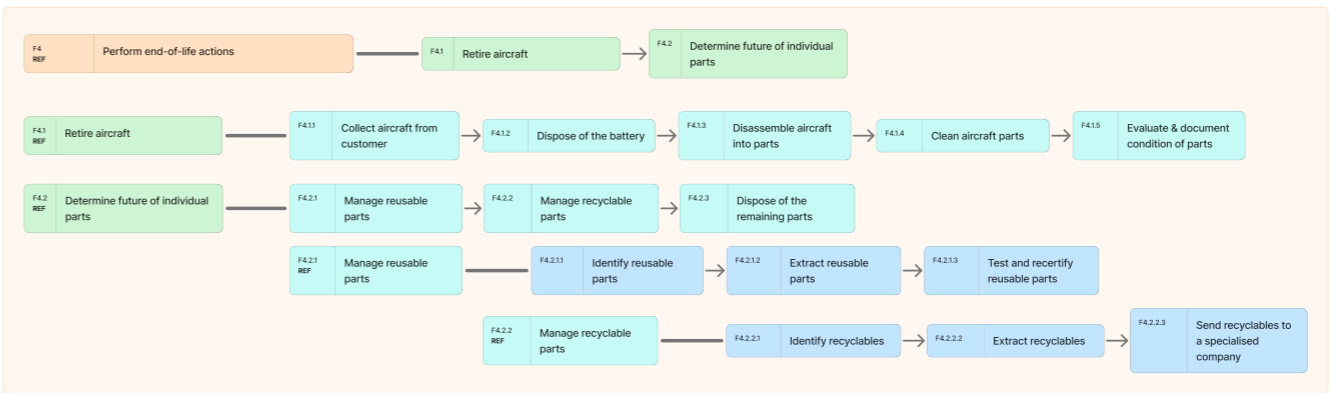 F4
REF
Perform end-of-life actions
F4.1
Retire aircraft
F4.2
Determine future of individual
parts
F4.1
REF
Retire aircraft
F4.1.1
Collect aircraft from
customer
F4.1.2
Dispose of the battery
F4.1.3
Disassemble aircraft
into parts
F4.1.4
Clean aircraft parts
F4.1.5
Evaluate & document
condition of parts
F4.2
REF
Determine future of individual
parts
F4.2.1
Manage reusable
parts
F4.2.2
Manage recyclable
parts
F4.2.3
Dispose of the
remaining parts
F4.2.1
REF
Manage reusable
parts
F4.2.1.1
Identify reusable
parts
F4.2.1.2
Extract reusable
parts
F4.2.1.3
Test and recertify
reusable parts
F4.2.2
REF
Manage recyclable
parts
F4.2.2.1
Identify recyclables
F4.2.2.2
Extract recyclables
F4.2.2.3
Send recyclables to
a specialised
company